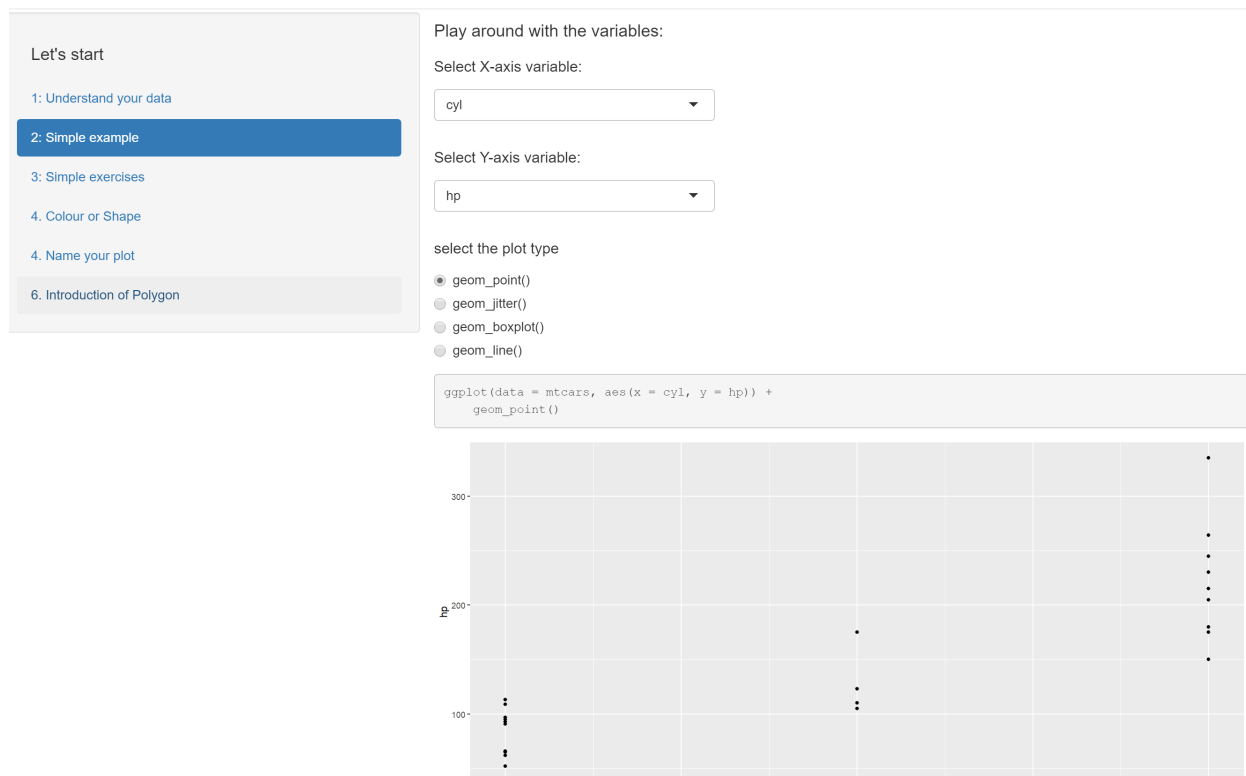 Let's start
1: Understand your data
2: Simple example
3: Simple exercises
4. Colour or Shape
4. Name your plot
6. Introduction of Polygon
Play around with the variables:
Select X-axis variable:
cyl
Select Y-axis variable:
hp
select the plot type
geom_point()
geom_jitter()
geom_boxplot()
geom_line()
ggplot(data = mtcars, aes(x = cyl, y = hp)) +
    geom_point()
300
200
100
hp